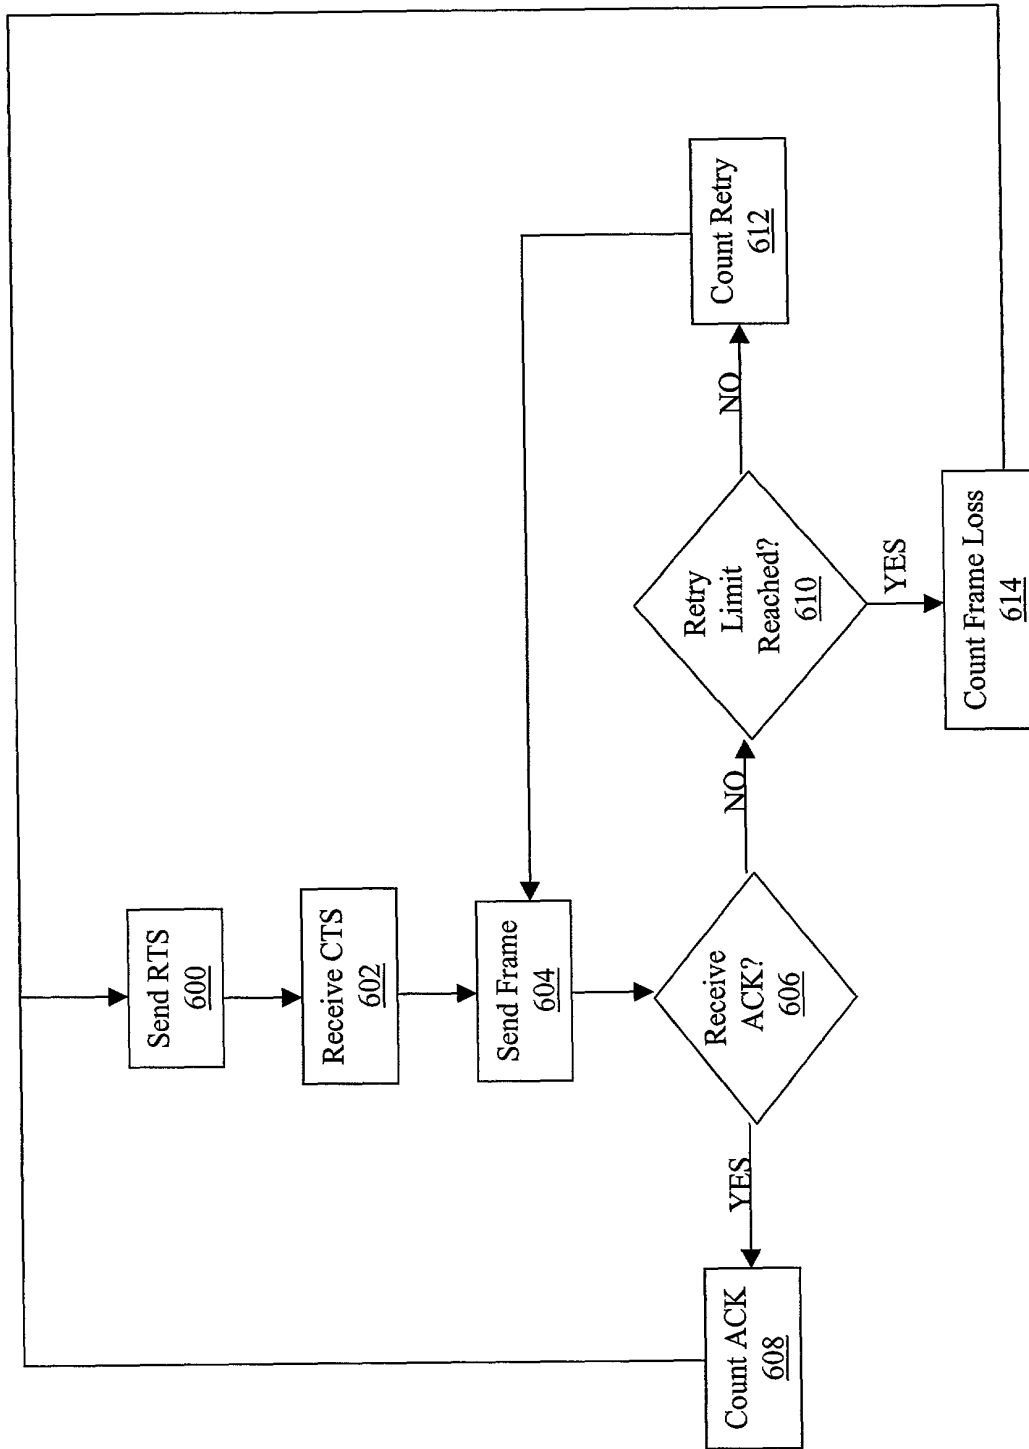 Send RTS
600
Receive CTS
602
Send Frame
604
Receive
ACK?
606
YES
Count ACK
608
NO
Retry
Limit
Reached?
610
NO
Count Retry
612
YES
Count Frame Loss
614